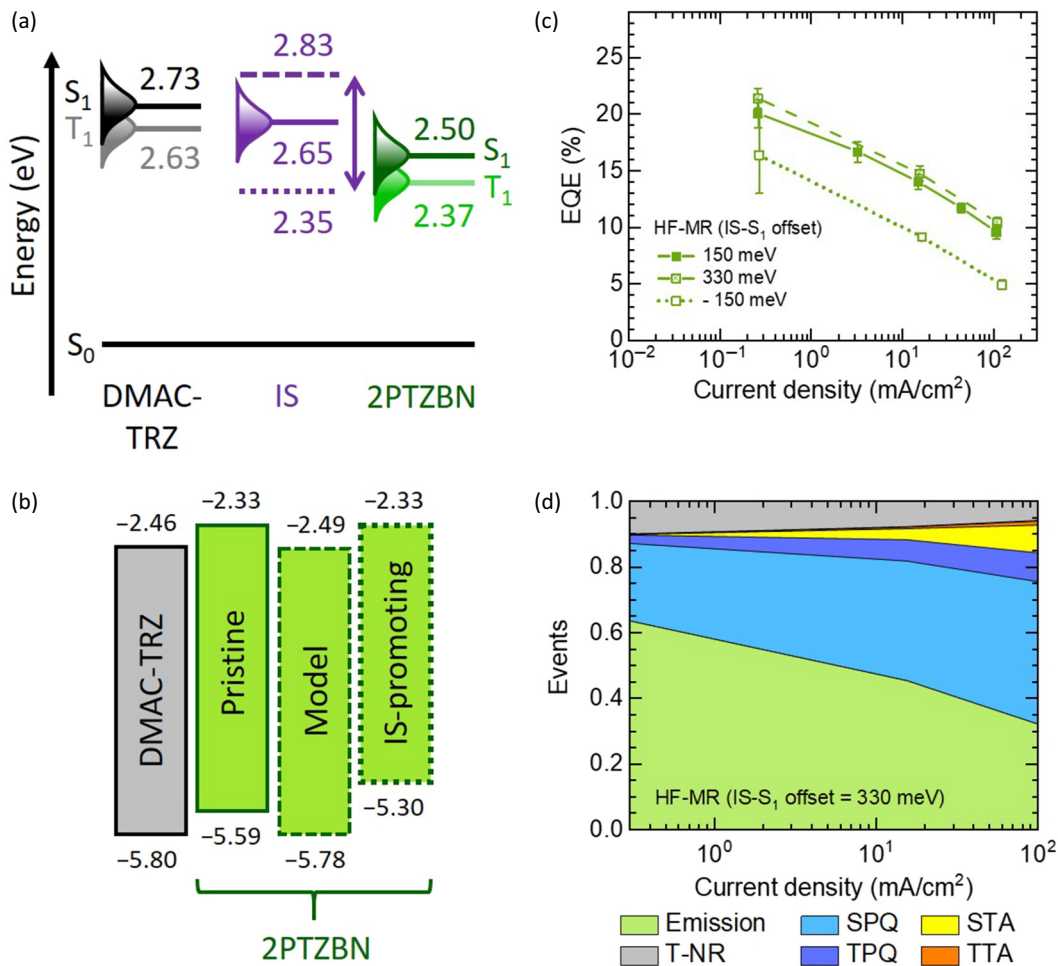 (a)
Energy (eV)
S₁
T₁
S₀
2.73
2.63
2.83
2.65
2.35
2.50
S₁
T₁
2.37
DMAC-
TRZ
IS
2PTZBN
(b)
−2.46
−2.33
−2.49
−2.33
DMAC-TRZ
Pristine
Model
IS-promoting
−5.80
−5.59
−5.78
−5.30
2PTZBN
(c)
EQE (%)
25
20
15
10
5
0
HF-MR (IS-S₁ offset)
150 meV
330 meV
- 150 meV
10⁻²
10⁻¹
10⁰
10¹
10²
Current density (mA/cm²)
(d)
Events
1.0
0.8
0.6
0.4
0.2
0.0
HF-MR (IS-S₁ offset = 330 meV)
10⁰
10¹
10²
Current density (mA/cm²)
Emission
SPQ
STA
T-NR
TPQ
TTA